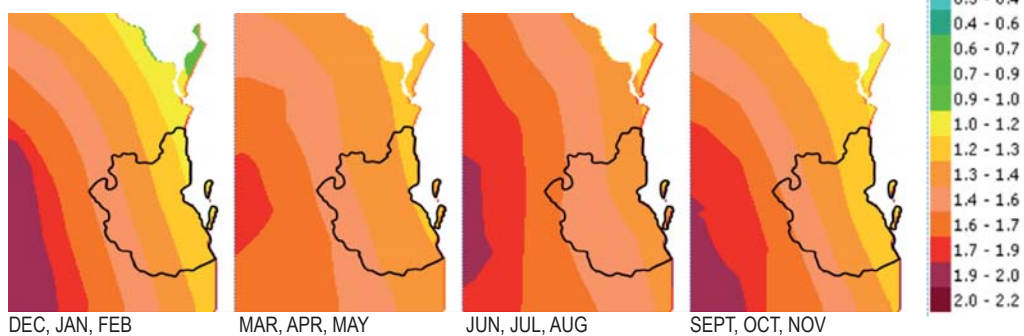 0.4 - 0.6
0.6 - 0.7
0.7 - 0.9
0.9 - 1.0
1.0 - 1.2
1.2 - 1.3
1.3 - 1.4
1.4 - 1.6
1.6 - 1.7
1.7 - 1.9
1.9 - 2.0
2.0 - 2.2
DEC, JAN, FEB
MAR, APR, MAY
JUN, JUL, AUG
SEPT, OCT, NOV